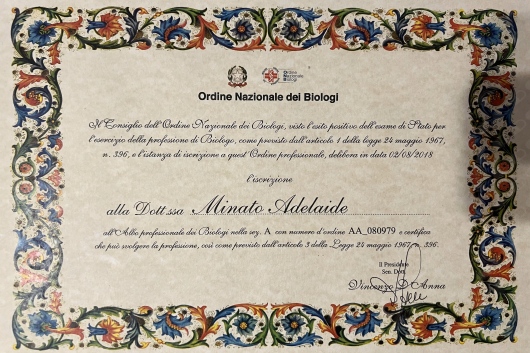 Ordine
Nazionale
Biologi
Ordine Nazionale dei Biologi
Il Consiglio dell'Ordine Nazionale dei Biologi, visto l'esito positivo dell'esame di Stato per
l'esercizio della professione di Biologo, come previsto dall'articolo 1 della legge 24 maggio 1967,
n. 396, e l'istanza di iscrizione a quest'Ordine professionale, delibera in data 02/08/2018
l'iscrizione
alla Dott.ssa Minato Adelaide
all'Albo professionale dei Biologi nella sez. A con numero d'ordine AA_080979 e certifica
che può svolgere la professione, così come previsto dall'articolo 3 della Legge 24 maggio 1967, n. 396.
Il Presidente
Sen. Dott.
Vincenzo D'Anna